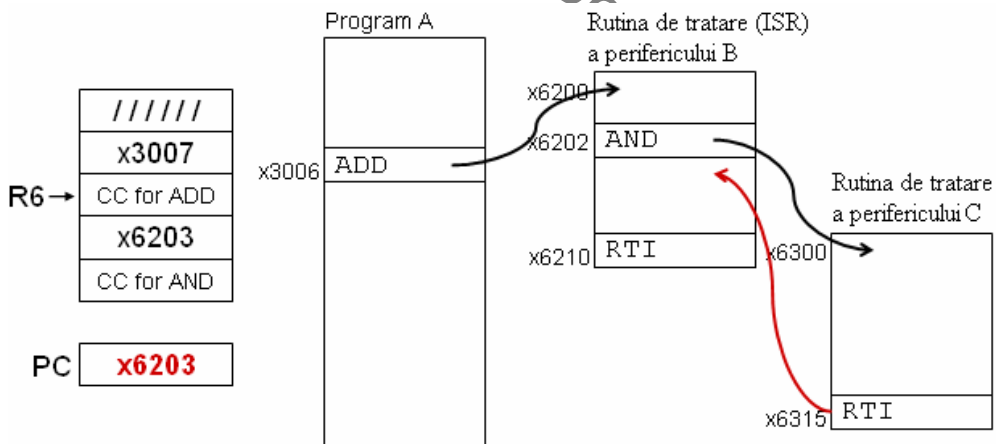 Program A
Rutina de tratare (ISR)
a perifericului B
//////
x3007
R6
CC for ADD
x6203
CC for AND
PC
x6203
x3006
ADD
x6200
x6202
AND
x6210
RTI
Rutina de tratare
a perifericului C
x6300
x6315
RTI